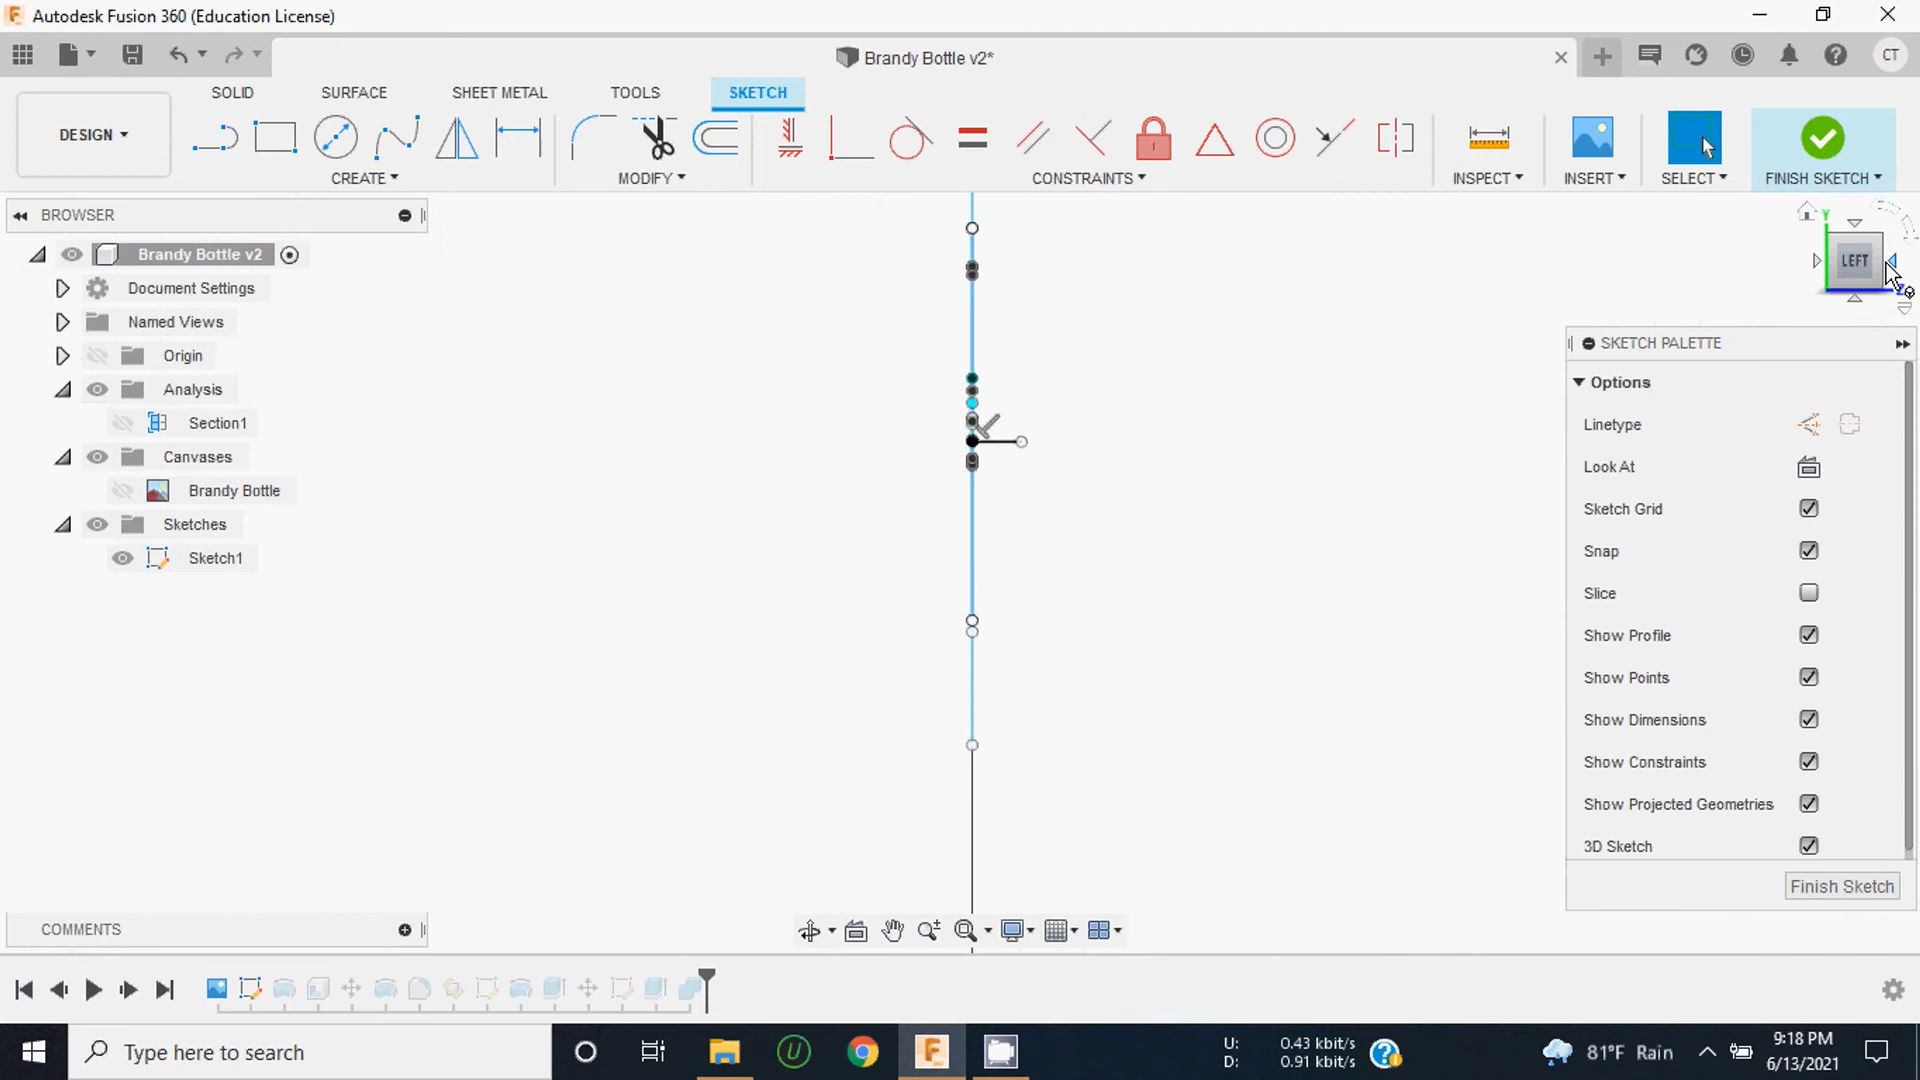 Autodesk Fusion 360 (Education License)
Brandy Bottle v2*
CT
SOLID
SURFACE
SHEET METAL
TOOLS
SKETCH
DESIGN
CREATE
MODIFY
CONSTRAINTS
INSPECT
INSERT
SELECT
FINISH SKETCH
BROWSER
Brandy Bottle v2
Document Settings
Named Views
Origin
Analysis
Section1
Canvases
Brandy Bottle
Sketches
Sketch1
Y
LEFT
Z
SKETCH PALETTE
Options
Linetype
Look At
Sketch Grid
Snap
Slice
Show Profile
Show Points
Show Dimensions
Show Constraints
Show Projected Geometries
3D Sketch
Finish Sketch
COMMENTS
Type here to search
U: 0.43 kbit/s
D: 0.91 kbit/s
81°F Rain
9:18 PM
6/13/2021